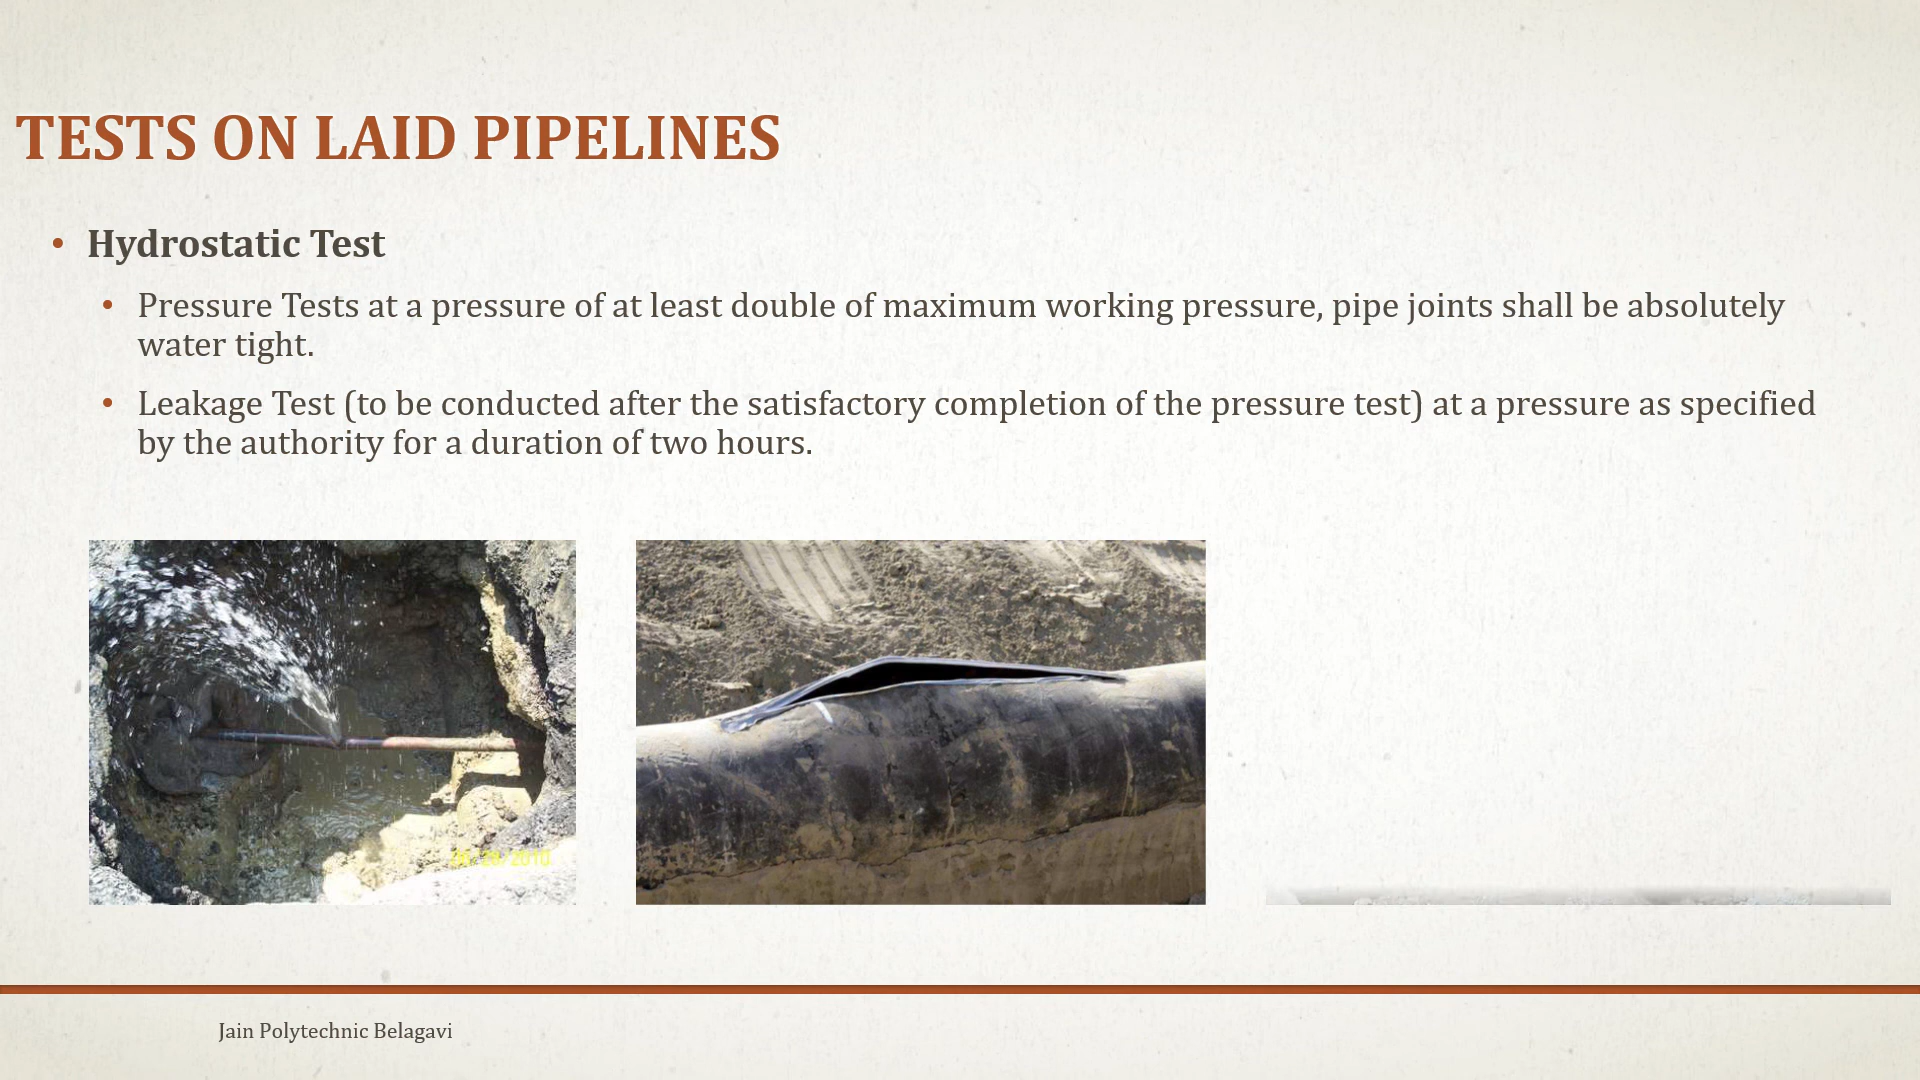 TESTS ON LAID PIPELINES
• Hydrostatic Test
• Pressure Tests at a pressure of at least double of maximum working pressure, pipe joints shall be absolutely
water tight.
• Leakage Test (to be conducted after the satisfactory completion of the pressure test) at a pressure as specified
by the authority for a duration of two hours.
Jain Polytechnic Belagavi